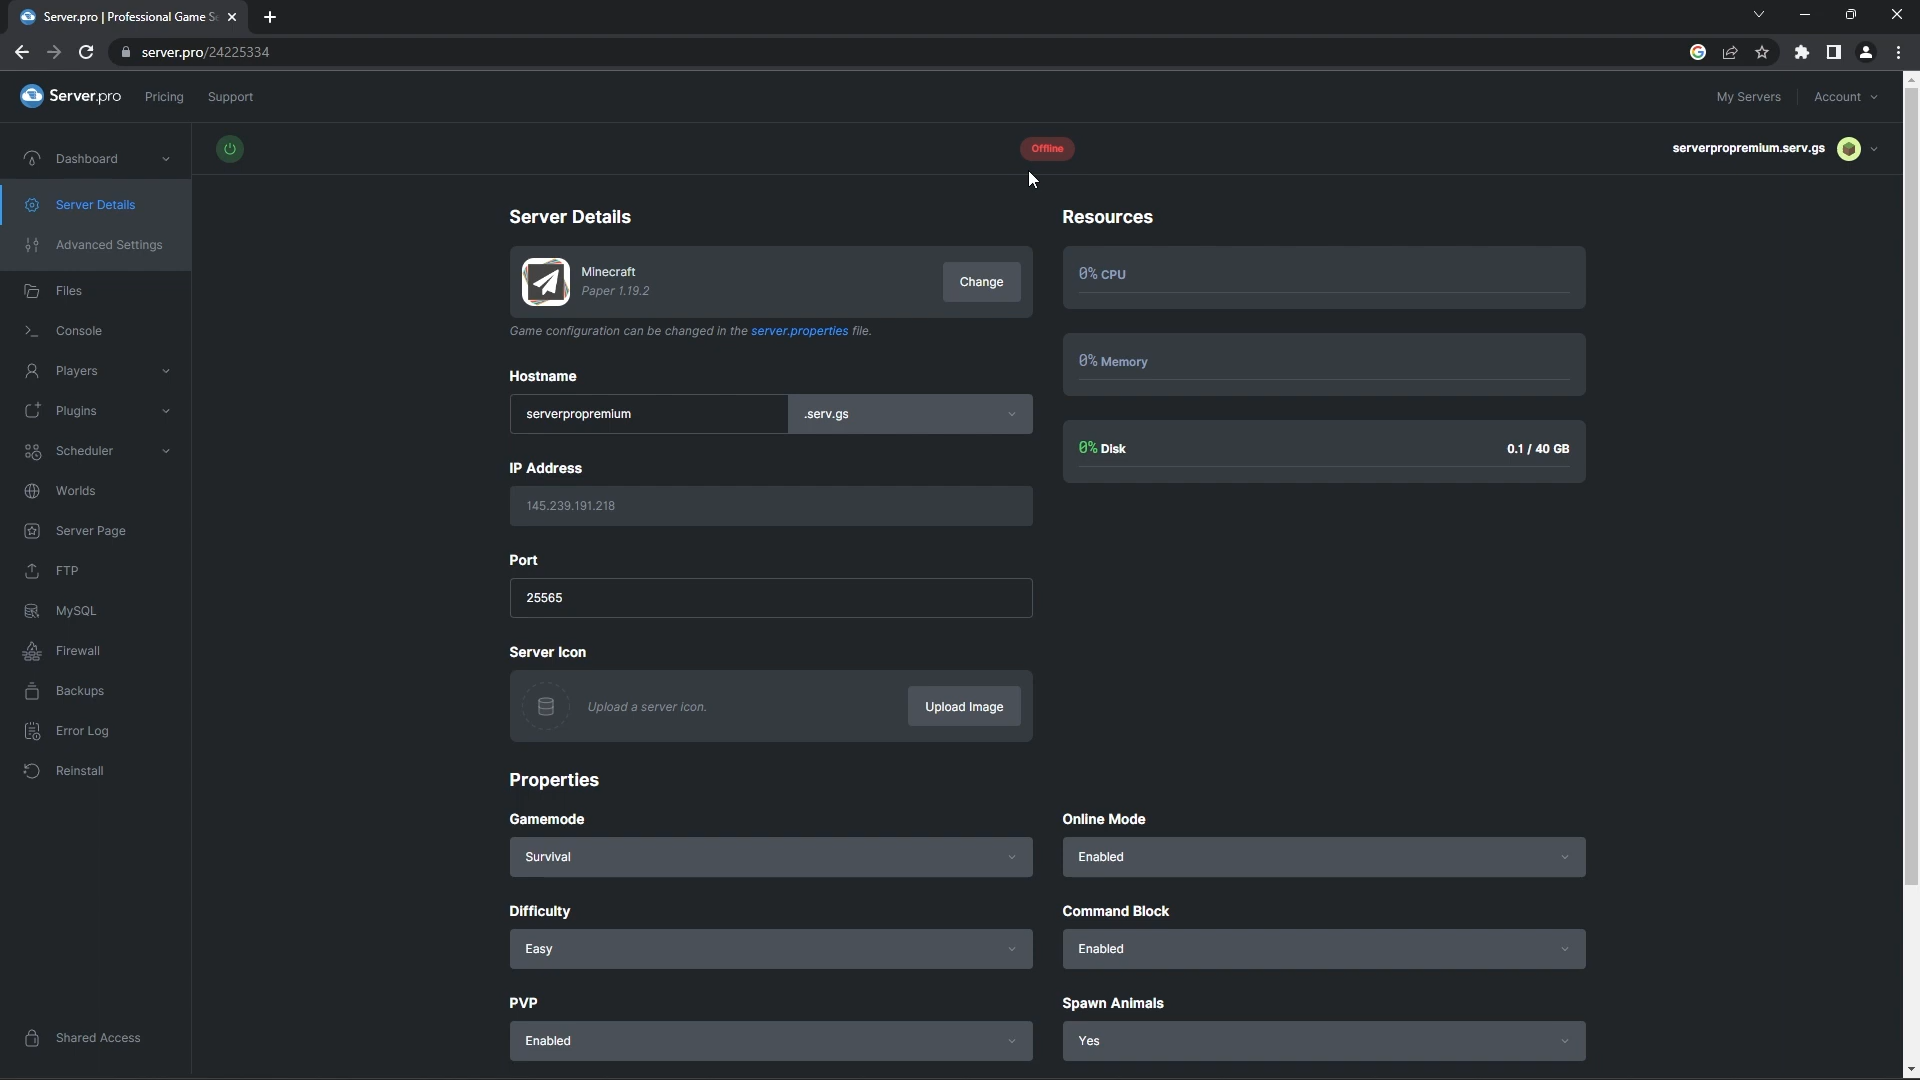 Server.pro | Professional Game S
server.pro/24225334
Server.pro
Pricing
Support
My Servers
Account
Dashboard
Offline
serverpropremium.serv.gs
Server Details
Advanced Settings
Files
Console
Players
Plugins
Scheduler
Worlds
Server Page
FTP
MySQL
Firewall
Backups
Error Log
Reinstall
Shared Access
Server Details
Minecraft
Paper 1.19.2
Change
Game configuration can be changed in the server.properties file.
Hostname
serverpropremium
.serv.gs
IP Address
145.239.191.218
Port
25565
Server Icon
Upload a server icon.
Upload Image
Resources
0% CPU
0% Memory
0% Disk
0.1 / 40 GB
Properties
Gamemode
Survival
Online Mode
Enabled
Difficulty
Easy
Command Block
Enabled
PVP
Enabled
Spawn Animals
Yes